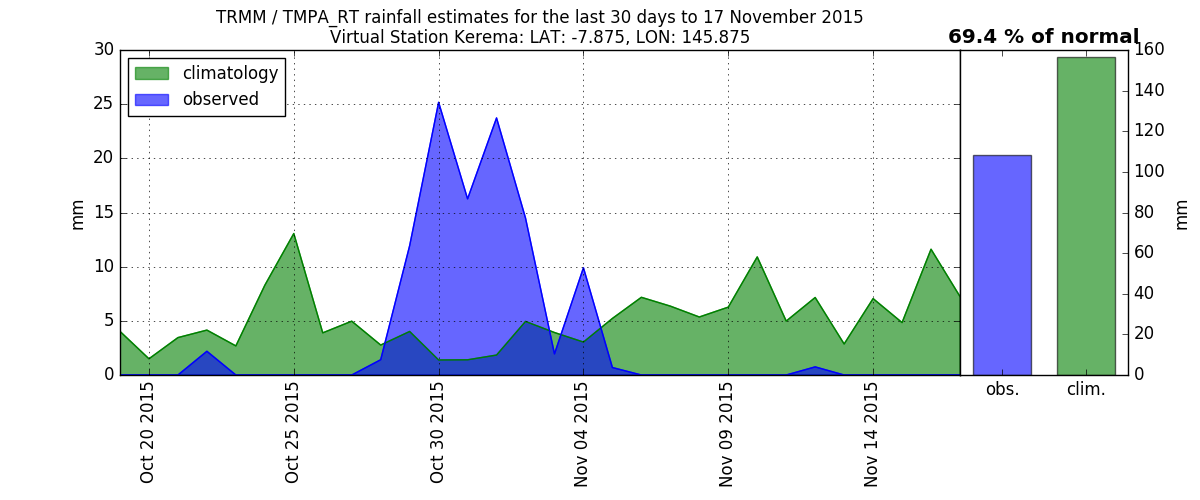 TRMM / TMPA_RT rainfall estimates for the last 30 days to 17 November 2015
Virtual Station Kerema: LAT: -7.875, LON: 145.875
69.4 % of normal
climatology
observed
30
25
20
15
10
5
0
mm
Oct 20 2015
Oct 25 2015
Oct 30 2015
Nov 04 2015
Nov 09 2015
Nov 14 2015
obs.
clim.
160
140
120
100
80
60
40
20
0
mm